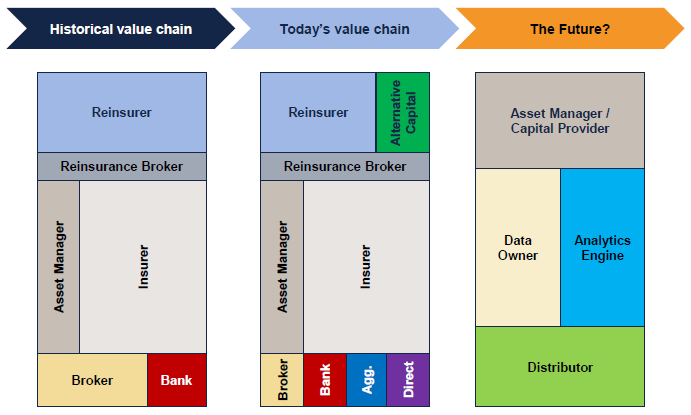 Historical value chain
Today's value chain
The Future?
Reinsurer
Reinsurance Broker
Asset Manager
Insurer
Broker
Bank
Reinsurer
Alternative
Capital
Reinsurance Broker
Asset Manager
Insurer
Broker
Bank
Agg.
Direct
Asset Manager /
Capital Provider
Data
Owner
Analytics
Engine
Distributor